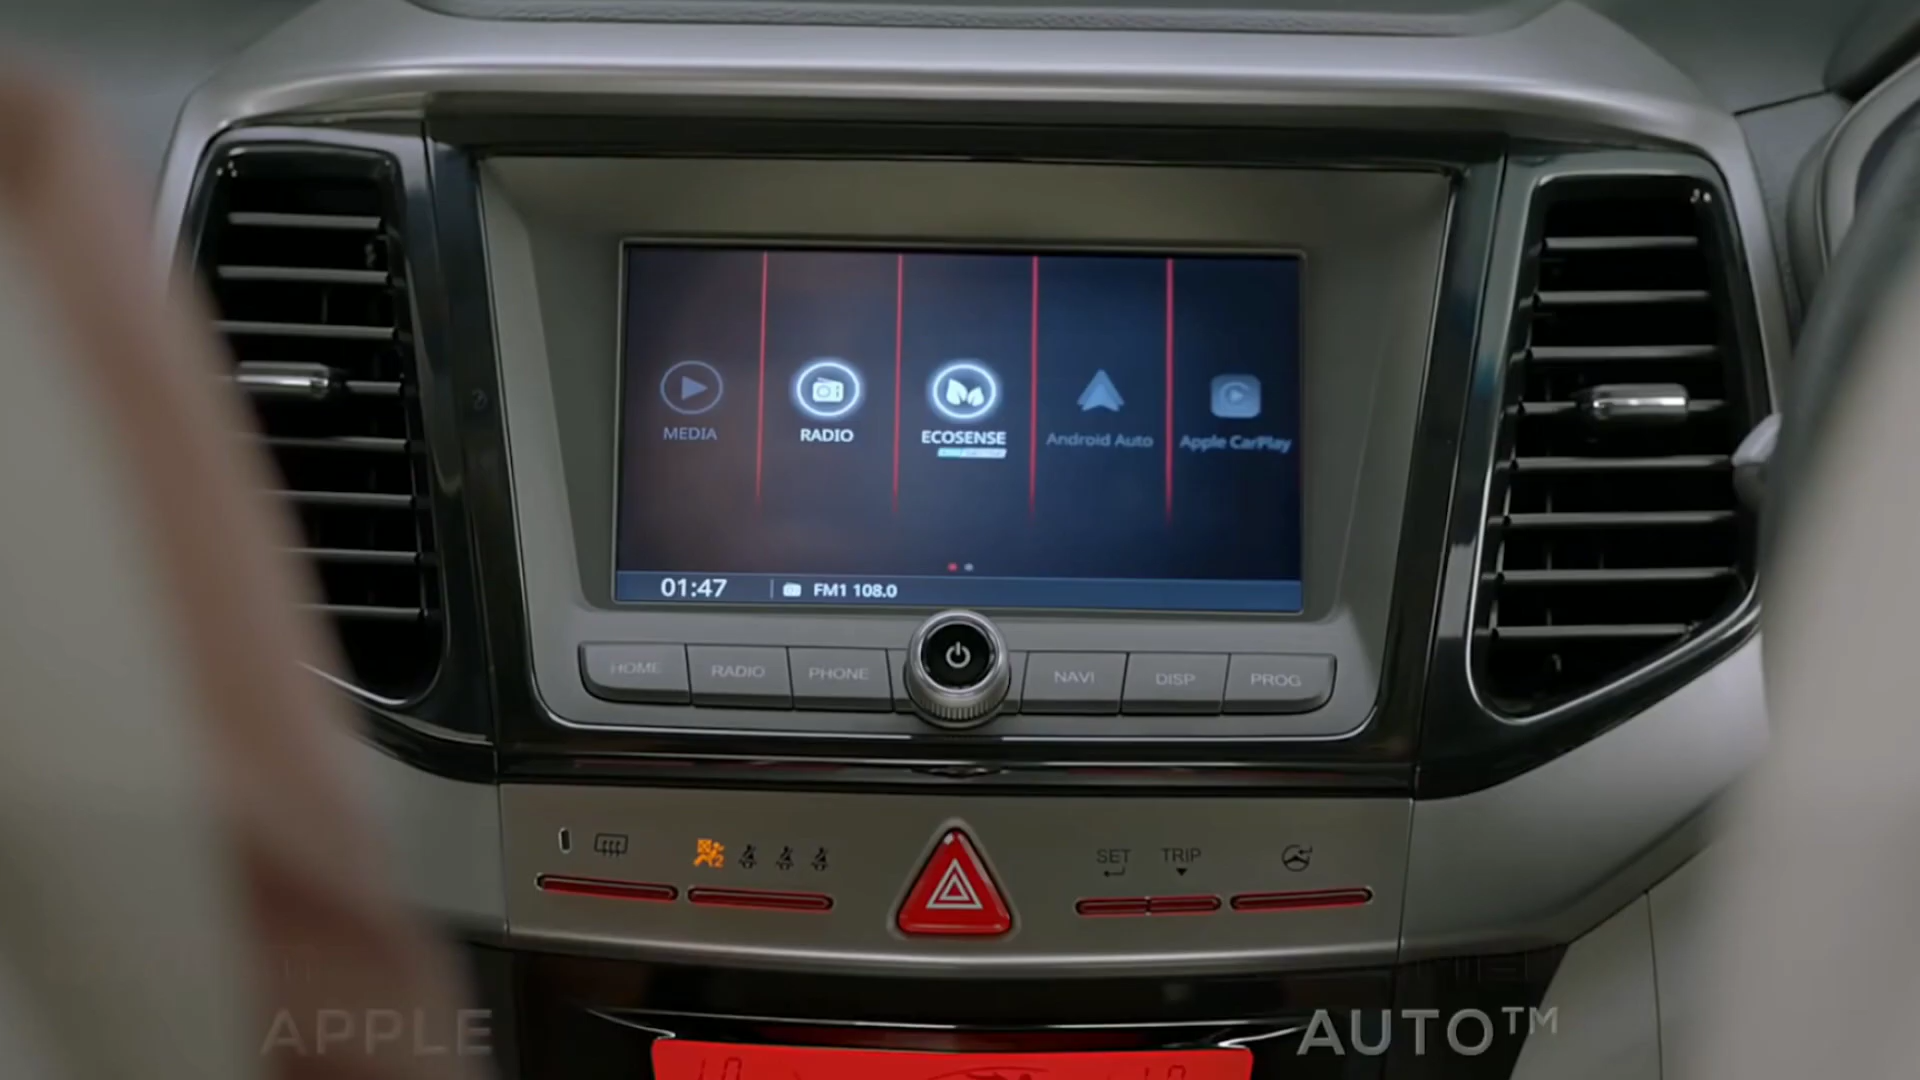 MEDIA
RADIO
ECOSENSE
Android Auto
Apple CarPlay
01:47
FM1 108.0
HOME
RADIO
PHONE
NAVI
DISP
PROG
SET
TRIP
APPLE
AUTO™